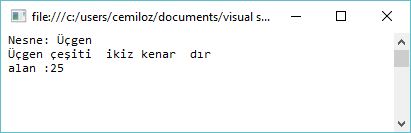 file:///c:/users/cemiloz/documents/visual s...
Nesne: Üçgen
Üçgen çeşiti  ikiz kenar  dır
alan :25